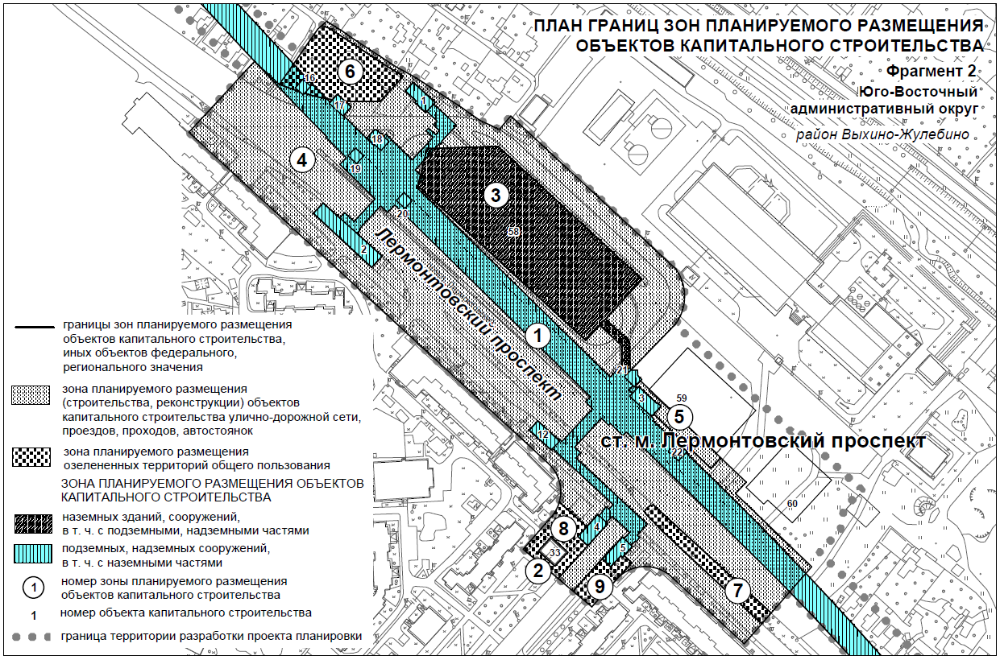 ПЛАН ГРАНИЦ ЗОН ПЛАНИРУЕМОГО РАЗМЕЩЕНИЯ
ОБЪЕКТОВ КАПИТАЛЬНОГО СТРОИТЕЛЬСТВА
Фрагмент 2
Юго-Восточный
административный округ
район Выхино-Жулебино
6
16
17
1
18
4
19
3
20
58
2
Лермонтовский проспект
1
21
3
59
5
12
ст. м. Лермонтовский проспект
22
60
8
4
33
5
2
9
7
границы зон планируемого размещения
объектов капитального строительства,
иных объектов федерального,
регионального значения
зона планируемого размещения
(строительства, реконструкции) объектов
капитального строительства улично-дорожной сети,
проездов, проходов, автостоянок
зона планируемого размещения
озелененных территорий общего пользования
ЗОНА ПЛАНИРУЕМОГО РАЗМЕЩЕНИЯ ОБЪЕКТОВ
КАПИТАЛЬНОГО СТРОИТЕЛЬСТВА
наземных зданий, сооружений,
в т. ч. с подземными, надземными частями
подземных, надземных сооружений,
в т. ч. с наземными частями
1 номер зоны планируемого размещения
объектов капитального строительства
1 номер объекта капитального строительства
граница территории разработки проекта планировки